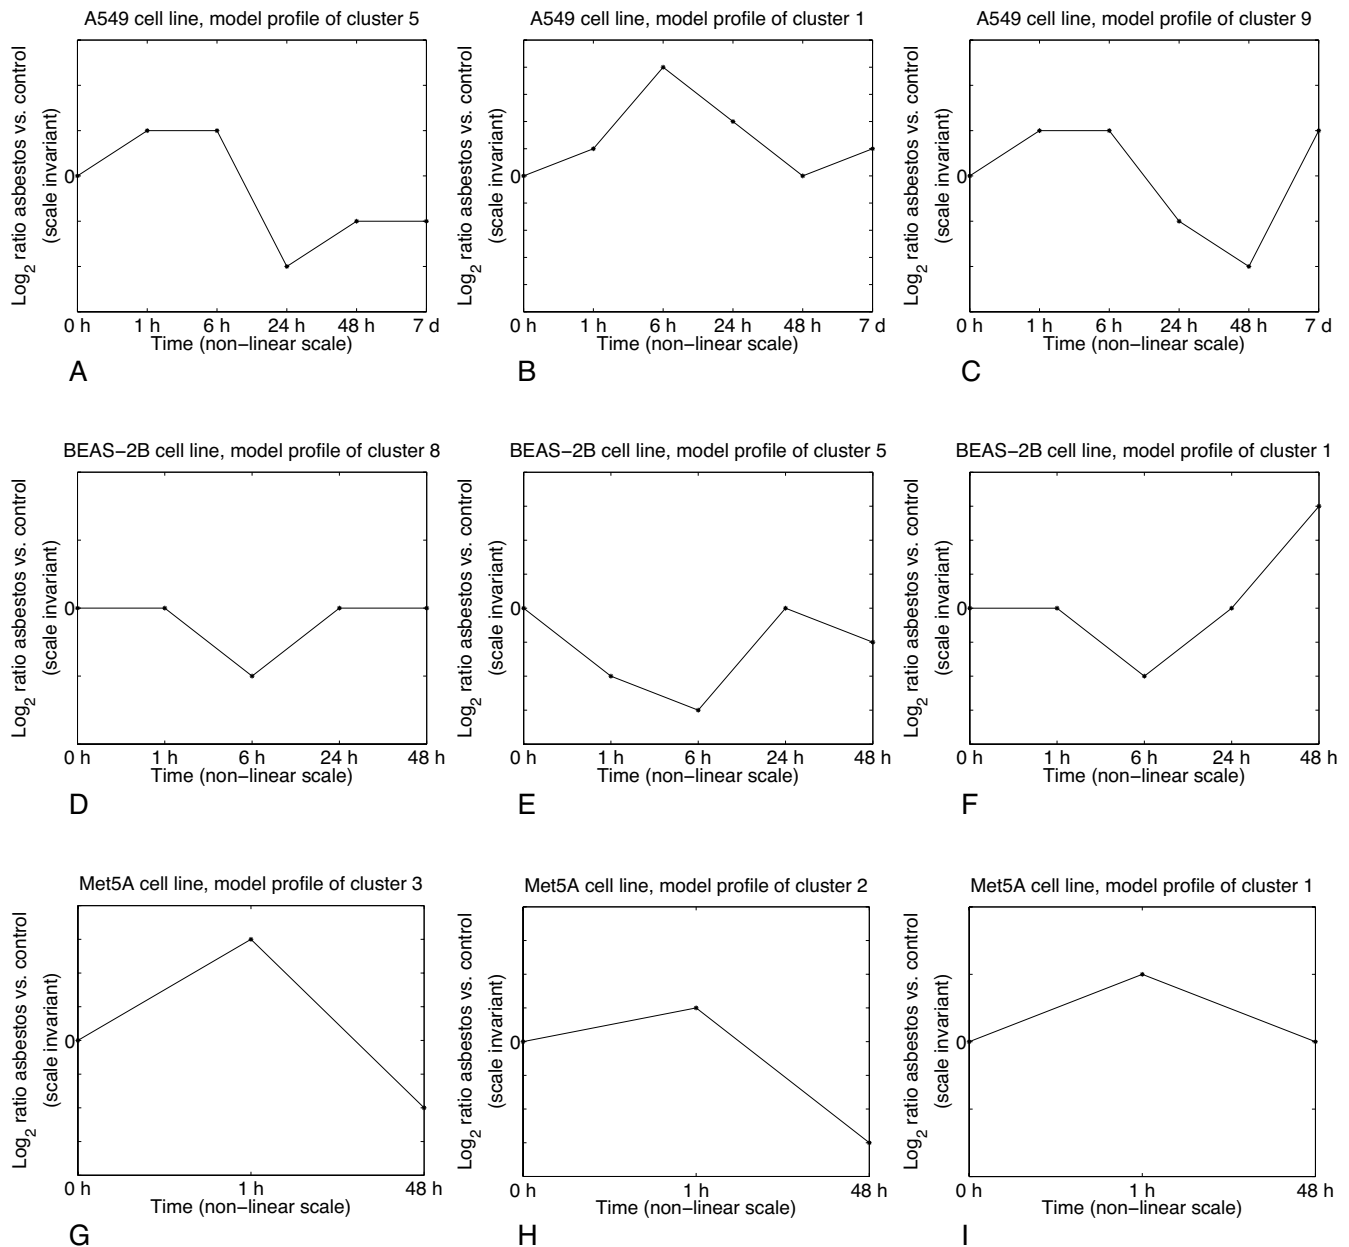 A549 cell line, model profile of cluster 5
Log2 ratio asbestos vs. control
(scale invariant)
0
0 h 1 h 6 h 24 h 48 h 7 d
Time (non−linear scale)
A
A549 cell line, model profile of cluster 1
Log2 ratio asbestos vs. control
(scale invariant)
0
0 h 1 h 6 h 24 h 48 h 7 d
Time (non−linear scale)
B
A549 cell line, model profile of cluster 9
Log2 ratio asbestos vs. control
(scale invariant)
0
0 h 1 h 6 h 24 h 48 h 7 d
Time (non−linear scale)
C
BEAS−2B cell line, model profile of cluster 8
Log2 ratio asbestos vs. control
(scale invariant)
0
0 h 1 h 6 h 24 h 48 h
Time (non−linear scale)
D
BEAS−2B cell line, model profile of cluster 5
Log2 ratio asbestos vs. control
(scale invariant)
0
0 h 1 h 6 h 24 h 48 h
Time (non−linear scale)
E
BEAS−2B cell line, model profile of cluster 1
Log2 ratio asbestos vs. control
(scale invariant)
0
0 h 1 h 6 h 24 h 48 h
Time (non−linear scale)
F
Met5A cell line, model profile of cluster 3
Log2 ratio asbestos vs. control
(scale invariant)
0
0 h 1 h 48 h
Time (non−linear scale)
G
Met5A cell line, model profile of cluster 2
Log2 ratio asbestos vs. control
(scale invariant)
0
0 h 1 h 48 h
Time (non−linear scale)
H
Met5A cell line, model profile of cluster 1
Log2 ratio asbestos vs. control
(scale invariant)
0
0 h 1 h 48 h
Time (non−linear scale)
I